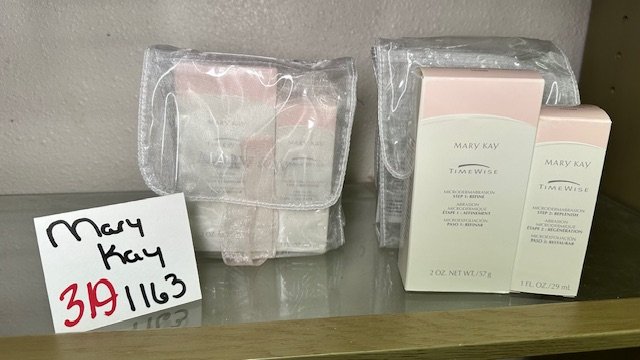 Mary
Kay
319 1163
MARY KAY
MARY KAY
TIMEWISE
MICRODERMABRASION
STEP 1: REFINE
ABRASION
MICRODERMIQUE
ÉTAPE 1 : AFFINEMENT
MICROEXFOLIACIÓN
PASO 1: REFINAR
2 OZ. NET WT./57 g
MARY KAY
TIMEWISE
MICRODERMABRASION
STEP 2: REPLENISH
ABRASION
MICRODERMIQUE
ÉTAPE 2 : RÉGÉNÉRATION
MICROEXFOLIACIÓN
PASO 2: RESTAURAR
1 FL. OZ./29 mL